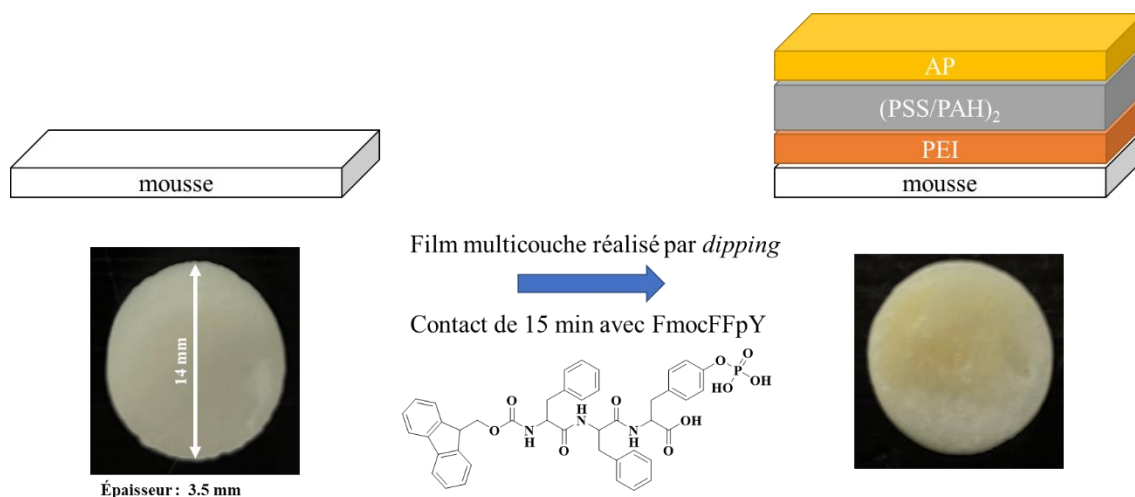 AP
(PSS/PAH)₂
PEI
mousse
mousse
Film multicouche réalisé par dipping
Contact de 15 min avec FmocFFpY
14 mm
Épaisseur : 3.5 mm
O
O
P
HO
OH
O
O
N
H
O
H
N
O
N
H
O
OH
O